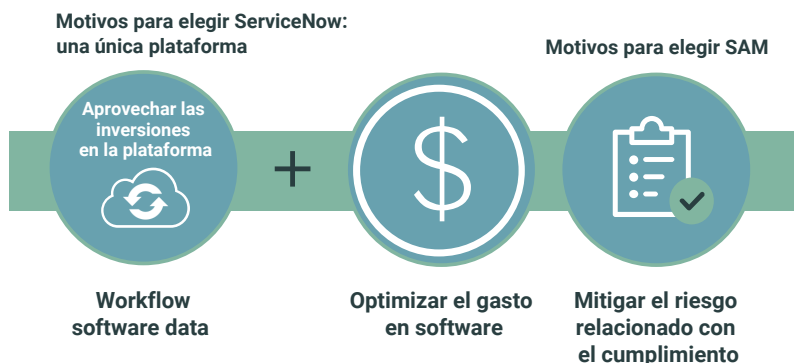 Motivos para elegir ServiceNow:
una única plataforma
Motivos para elegir SAM
Aprovechar las
inversiones
en la plataforma
+
$
Workflow
software data
Optimizar el gasto
en software
Mitigar el riesgo
relacionado con
el cumplimiento